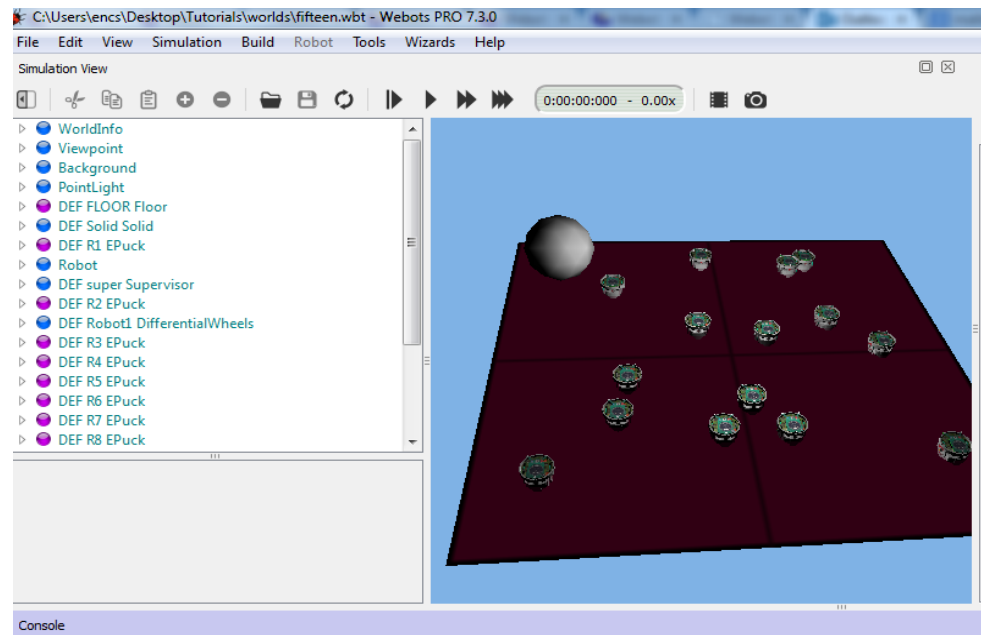 C:\Users\encs\Desktop\Tutorials\worlds\fifteen.wbt - Webots PRO 7.3.0
File Edit View Simulation Build Robot Tools Wizards Help
Simulation View
0:00:00:000 - 0.00x
WorldInfo
Viewpoint
Background
PointLight
DEF FLOOR Floor
DEF Solid Solid
DEF R1 EPuck
Robot
DEF super Supervisor
DEF R2 EPuck
DEF Robot1 DifferentialWheels
DEF R3 EPuck
DEF R4 EPuck
DEF R5 EPuck
DEF R6 EPuck
DEF R7 EPuck
DEF R8 EPuck
Console